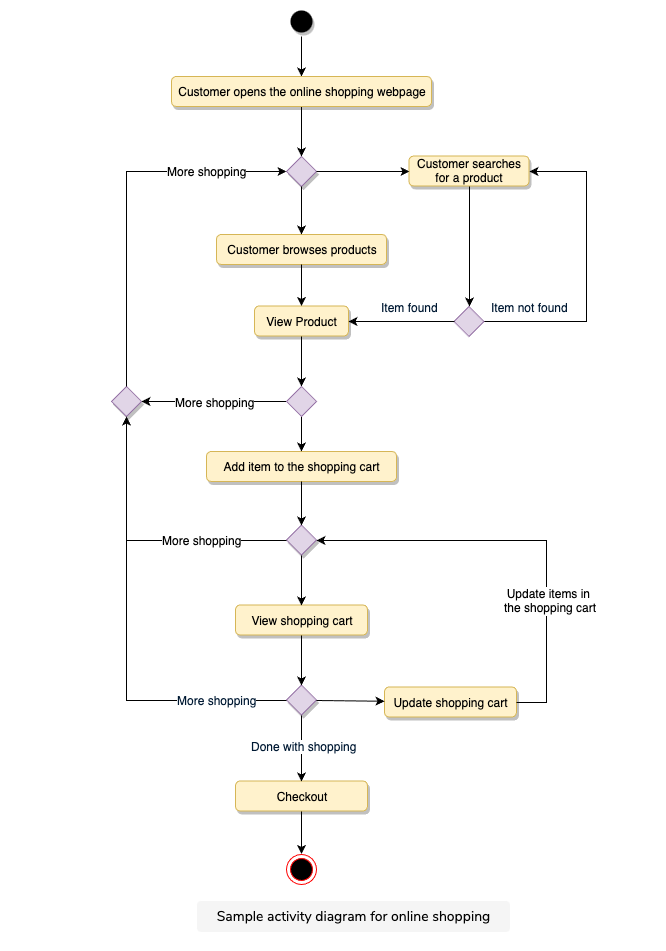 Customer opens the online shopping webpage
More shopping
Customer searches
for a product
Customer browses products
View Product
Item found
Item not found
More shopping
Add item to the shopping cart
More shopping
Update items in
the shopping cart
View shopping cart
More shopping
Update shopping cart
Done with shopping
Checkout
Sample activity diagram for online shopping